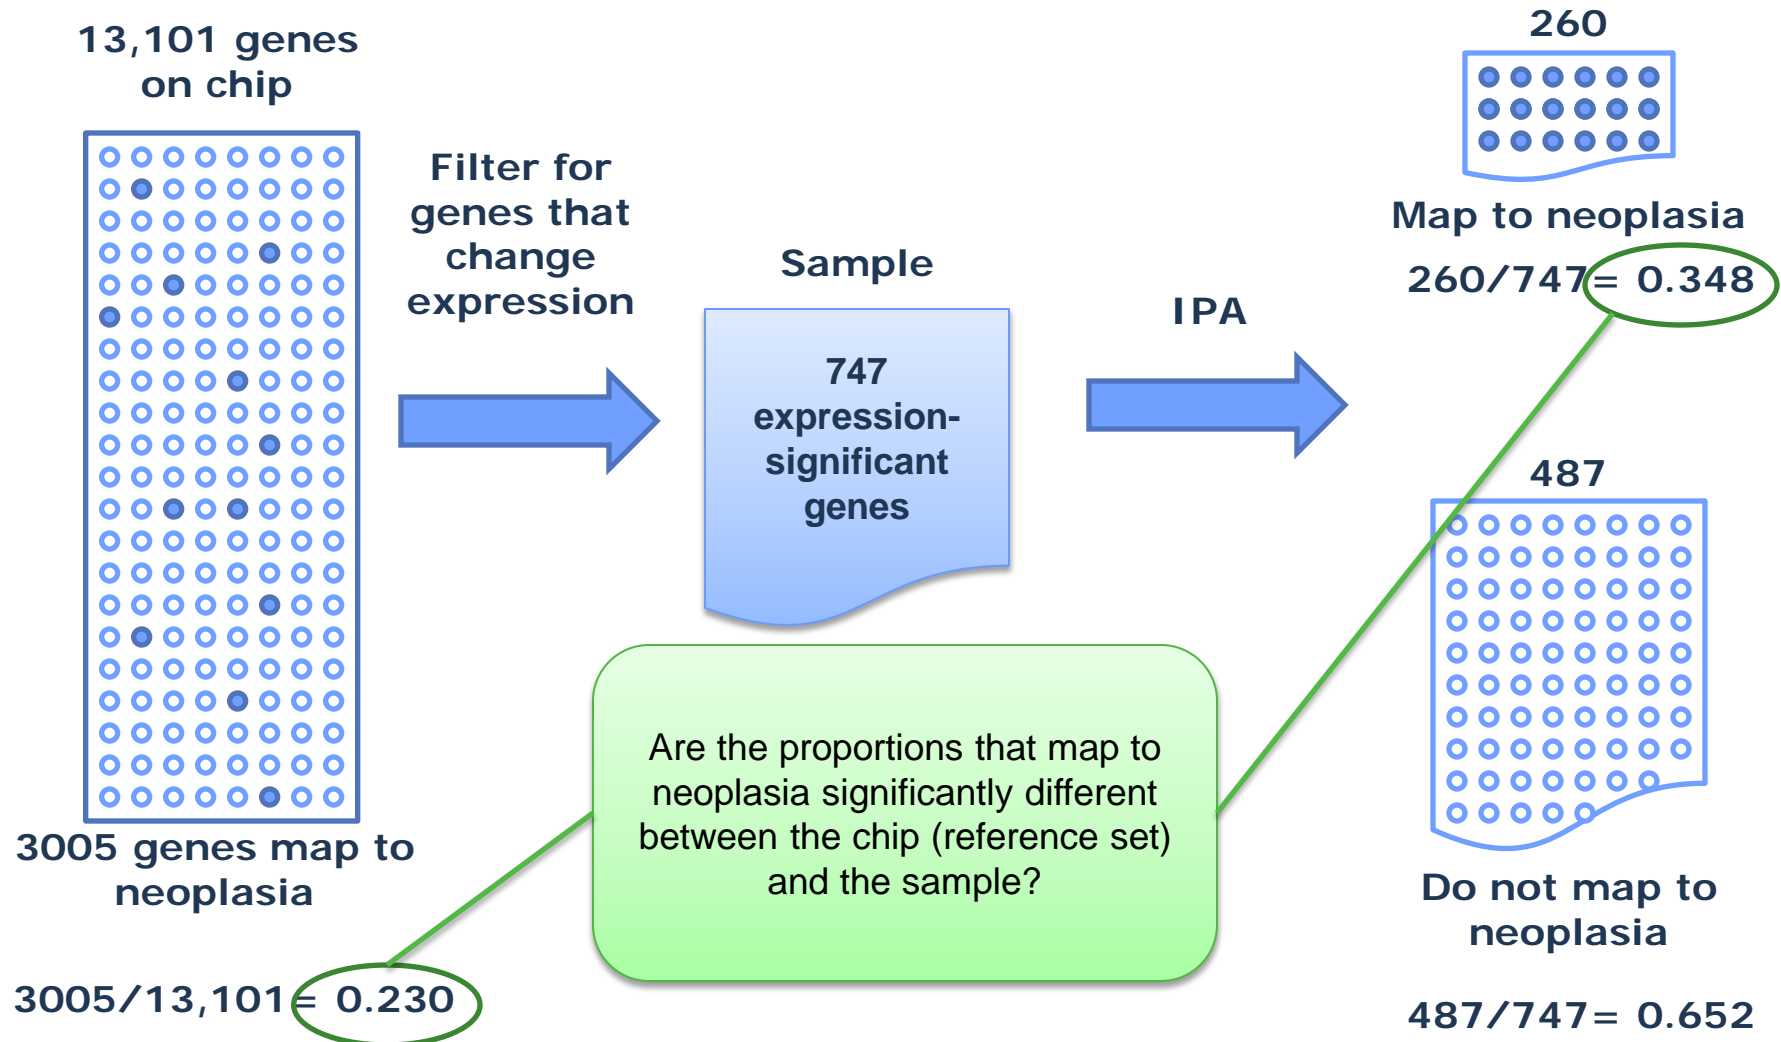 13,101 genes
on chip
3005 genes map to
neoplasia
3005/13,101= 0.230
Filter for
genes that
change
expression
Sample
747
expression-
significant
genes
IPA
Are the proportions that map to
neoplasia significantly different
between the chip (reference set)
and the sample?
260
Map to neoplasia
260/747= 0.348
487
Do not map to
neoplasia
487/747= 0.652